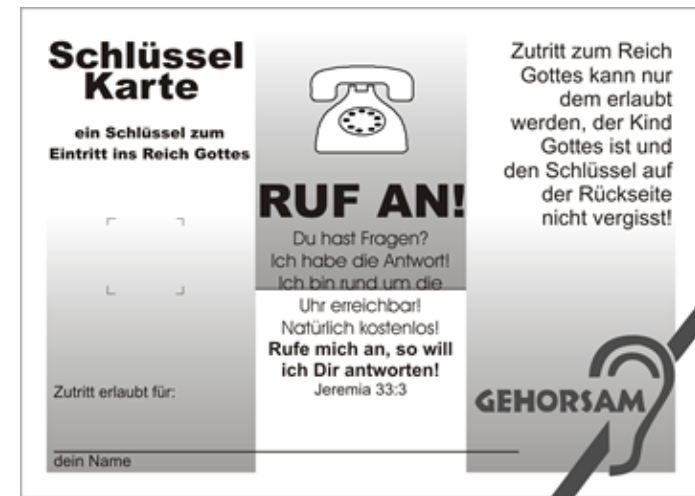 Schlüssel
Karte
ein Schlüssel zum
Eintritt ins Reich Gottes
Zutritt erlaubt für:
dein Name
RUF AN!
Du hast Fragen?
Ich habe die Antwort!
Ich bin rund um die
Uhr erreichbar!
Natürlich kostenlos!
Rufe mich an, so will
ich Dir antworten!
Jeremia 33:3
Zutritt zum Reich
Gottes kann nur
dem erlaubt
werden, der Kind
Gottes ist und
den Schlüssel auf
der Rückseite
nicht vergisst!
GEHORSAM